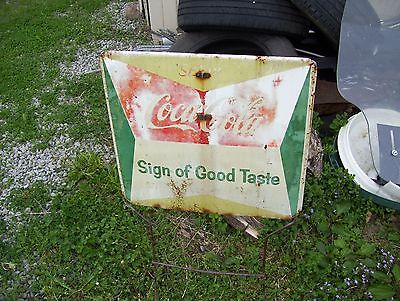 Coca-Cola
Sign of Good Taste